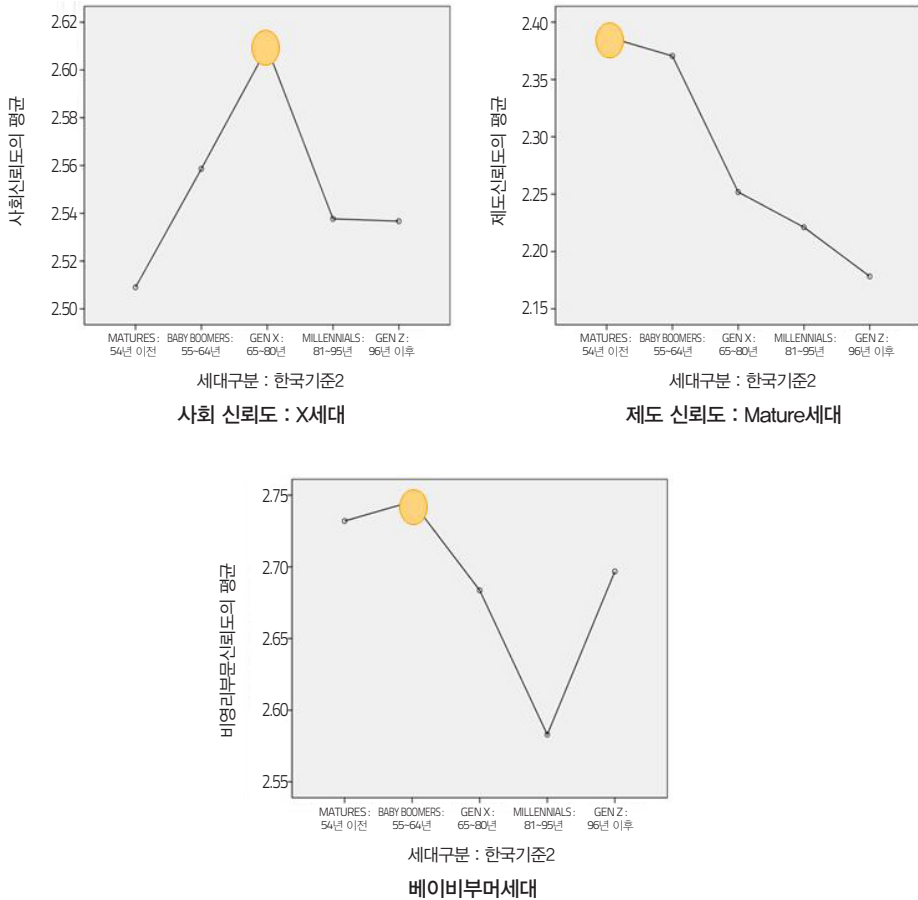 사회신뢰도의 평균
2.62
2.60
2.58
2.56
2.54
2.52
2.50
MATURES : BABY BOOMERS : GEN X : MILLENNIALS : GEN Z :
54년 이전 55~64년 65~80년 81~95년 96년 이후
세대구분 : 한국기준2
사회 신뢰도 : X세대
제도신뢰도의 평균
2.40
2.35
2.30
2.25
2.20
2.15
MATURES : BABY BOOMERS : GEN X : MILLENNIALS : GEN Z :
54년 이전 55~64년 65~80년 81~95년 96년 이후
세대구분 : 한국기준2
제도 신뢰도 : Mature세대
비영리부문신뢰도의 평균
2.75
2.70
2.65
2.60
2.55
MATURES : BABY BOOMERS : GEN X : MILLENNIALS : GEN Z :
54년 이전 55~64년 65~80년 81~95년 96년 이후
세대구분 : 한국기준2
베이비부머세대